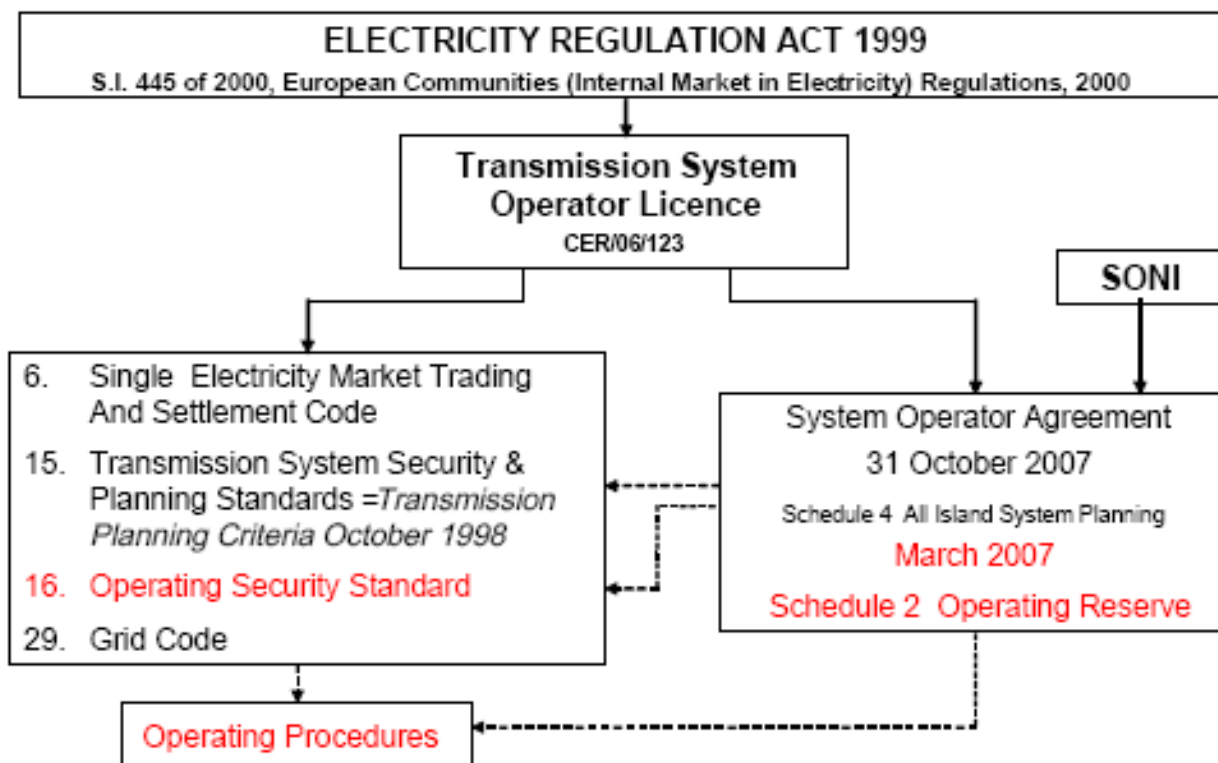 ELECTRICITY REGULATION ACT 1999
S.I. 445 of 2000, European Communities (Internal Market in Electricity) Regulations, 2000
Transmission System
Operator Licence
CER/06/123
SONI
6. Single Electricity Market Trading
And Settlement Code
15. Transmission System Security &
Planning Standards =Transmission
Planning Criteria October 1998
16. Operating Security Standard
29. Grid Code
System Operator Agreement
31 October 2007
Schedule 4 All Island System Planning
March 2007
Schedule 2 Operating Reserve
Operating Procedures